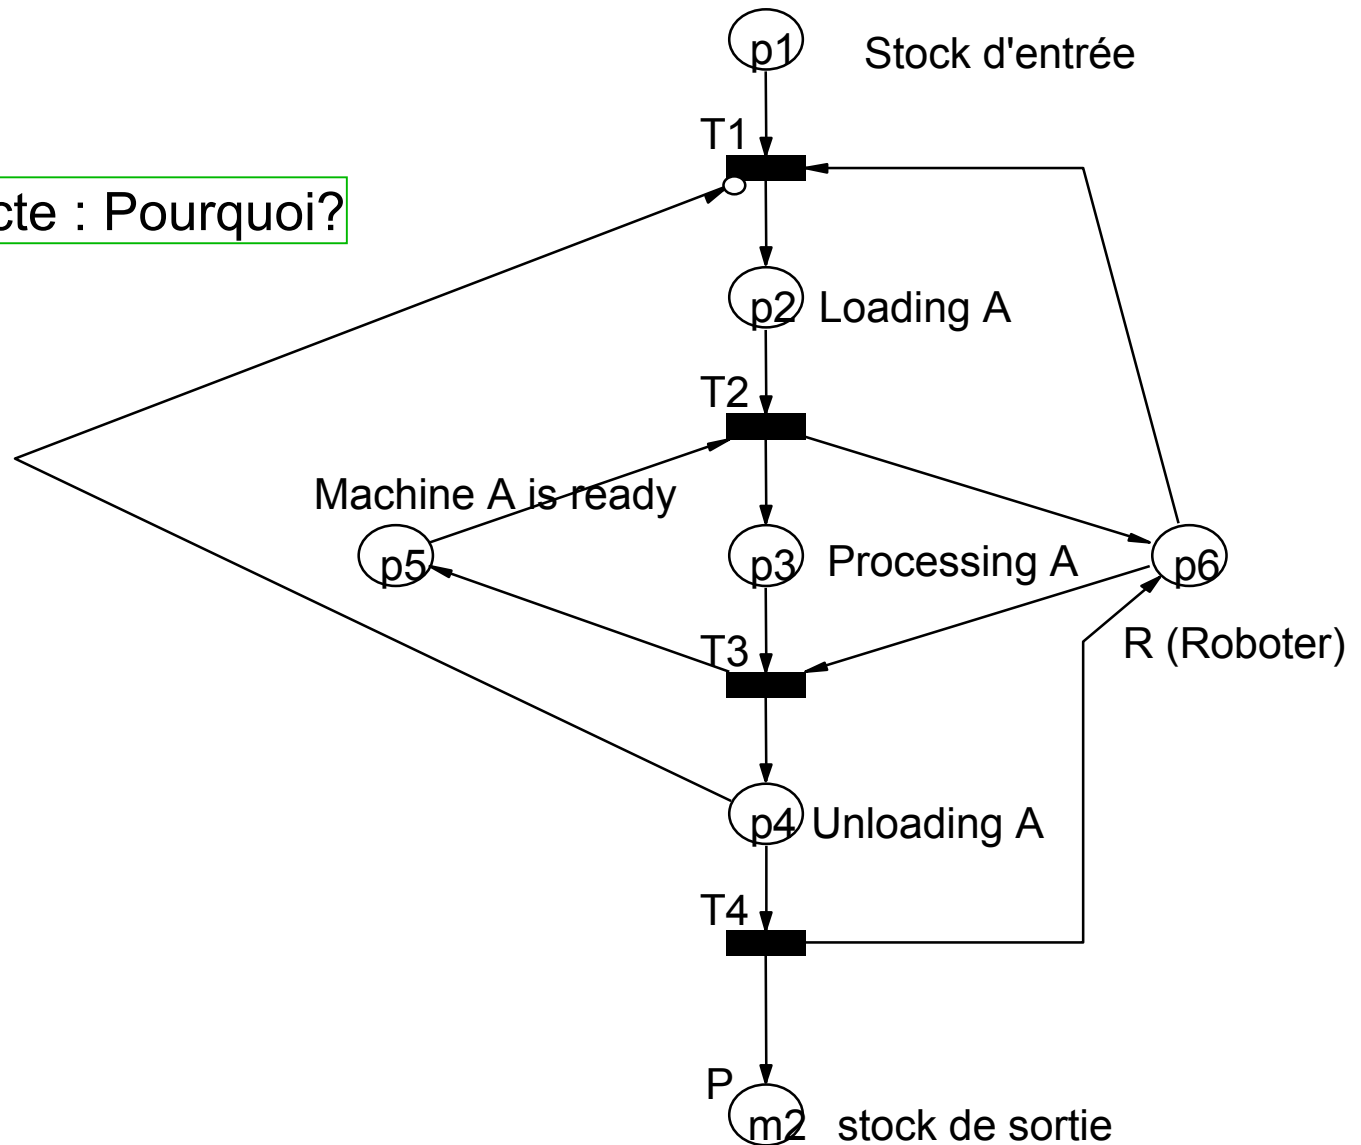 p1
Stock d'entrée
T1
cte : Pourquoi?
p2 Loading A
T2
Machine A is ready
p5
p3 Processing A
p6
T3
R (Roboter)
p4 Unloading A
T4
P
m2 stock de sortie